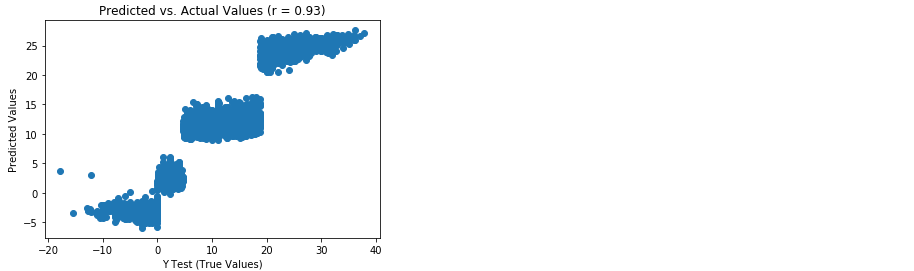 Predicted vs. Actual Values (r = 0.93)
Predicted Values
25
20
15
10
5
0
−5
−20 −10 0 10 20 30 40
Y Test (True Values)